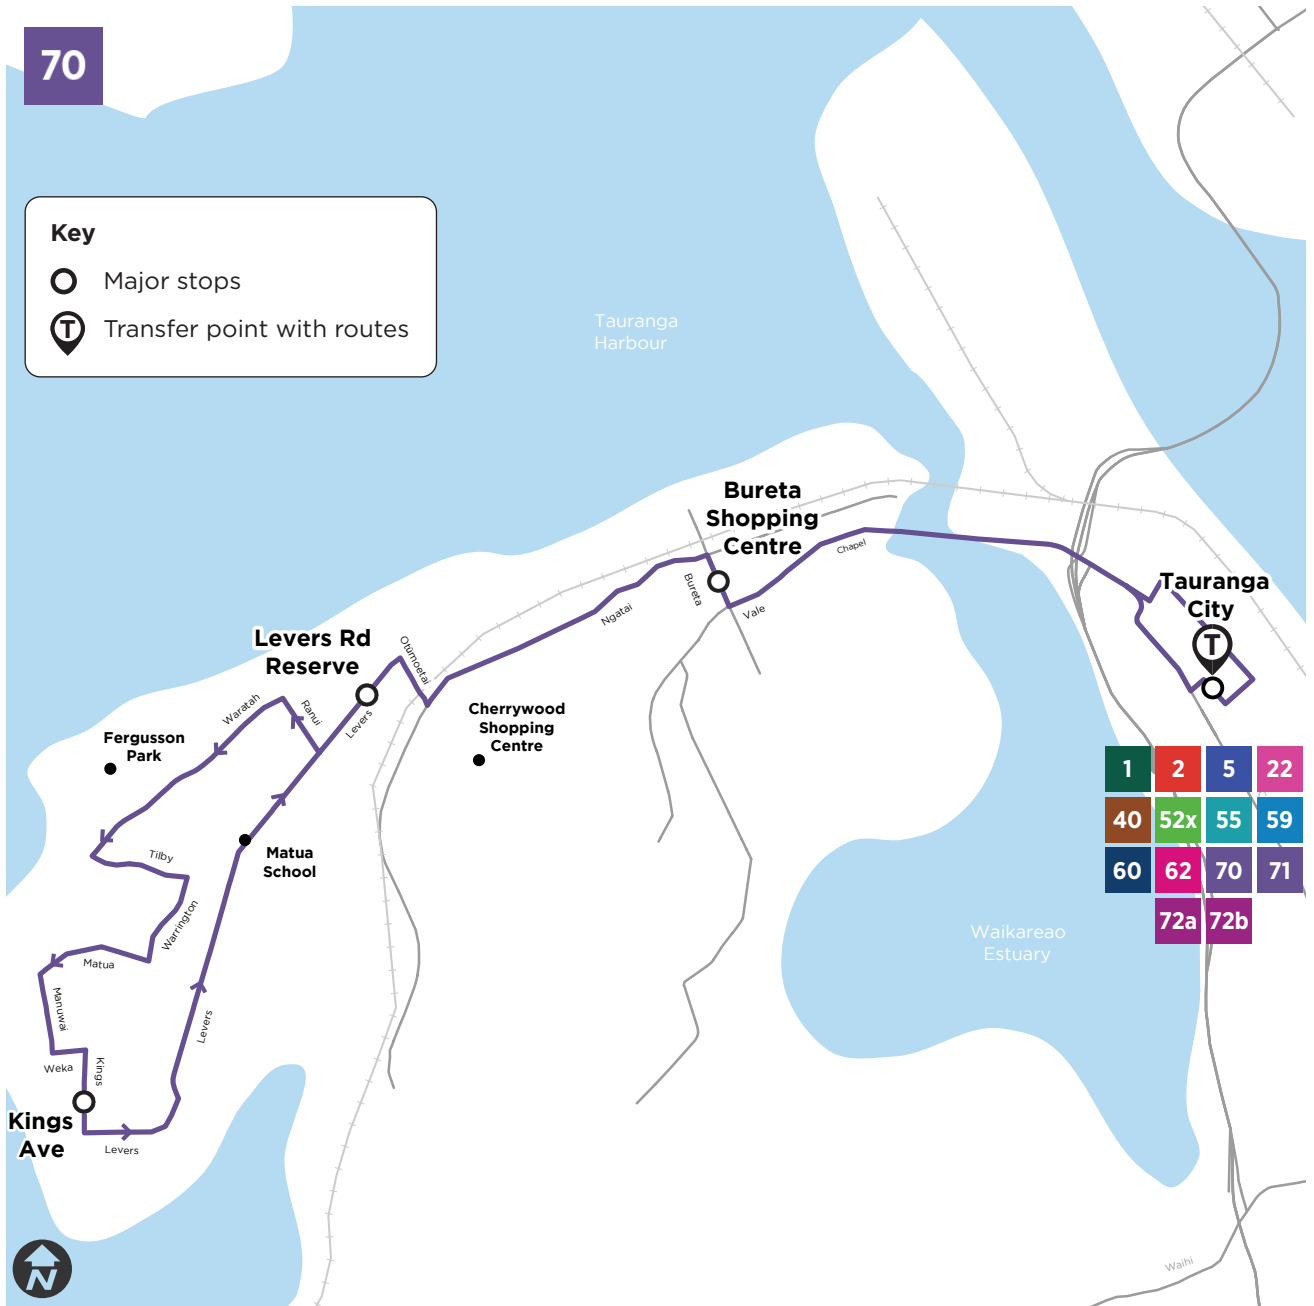 70
Key
Major stops
T
Transfer point with routes
Tauranga
Harbour
Bureta
Shopping
Centre
Chapel
Bureta
Vale
Ngatai
Tauranga
City
T
Levers Rd
Reserve
Otūmoetai
Levers
Ranui
Waratah
Cherrywood
Shopping
Centre
Fergusson
Park
Matua
School
Tilby
Warrington
Matua
Manuwai
Weka
Kings
Levers
Kings
Ave
Levers
1 2 5 22
40 52x 55 59
60 62 70 71
72a 72b
Waikareao
Estuary
Waihi
N